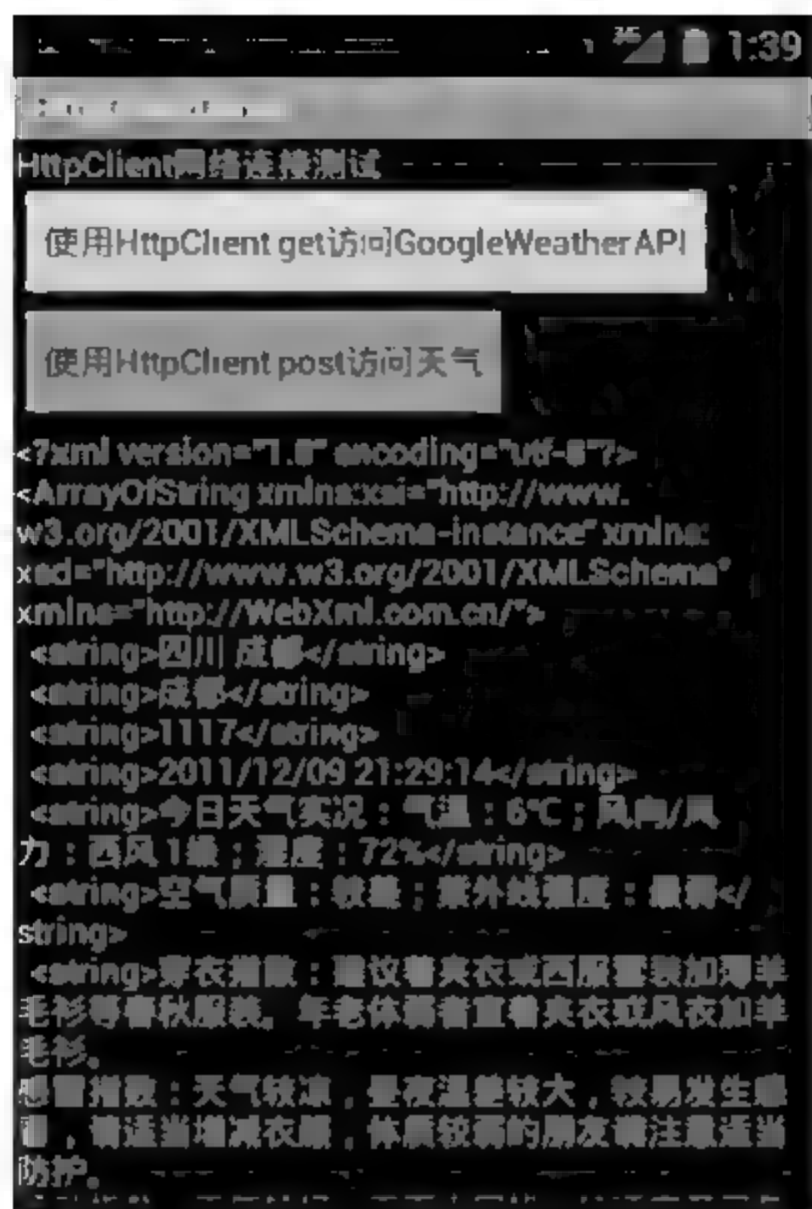 1:39
HttpClient网络连接测试
使用HttpClient get访问GoogleWeatherAPI
使用HttpClient post访问天气
<?xml version="1.0" encoding="utf-8"?>
<ArrayOfString xmlns:xsi="http://www.
w3.org/2001/XMLSchema-instance" xmlns:
xsd="http://www.w3.org/2001/XMLSchema"
xmlns="http://WebXml.com.cn/">
<string>四川 成都</string>
<string>成都</string>
<string>1117</string>
<string>2011/12/09 21:29:14</string>
<string>今日天气实况：气温：6℃；风向/风
力：西风 1级；湿度：72%</string>
<string>空气质量：较差；紫外线强度：最弱</
string>
<string>穿衣指数：建议着夹衣或西服套装加薄羊
毛衫等春秋服装。年老体弱者宜着夹衣或风衣加羊
毛衫。
感冒指数：天气较凉，昼夜温差较大，较易发生感
冒，请适当增减衣服，体质较弱的朋友请注意适当
防护。